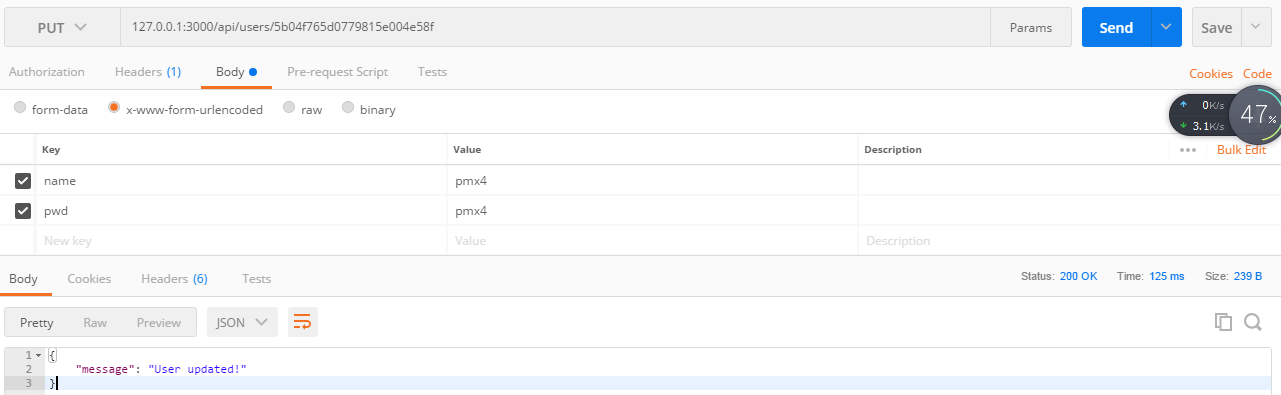 PUT 127.0.0.1:3000/api/users/5b04f765d0779815e004e58f Params Send Save
Authorization Headers (1) Body Pre-request Script Tests Cookies Code
form-data x-www-form-urlencoded raw binary
0K/s
3.1K/s
47%
Key Value Description Bulk Edit
name pmx4
pwd pmx4
New key Value Description
Body Cookies Headers (6) Tests Status: 200 OK Time: 125 ms Size: 239 B
Pretty Raw Preview JSON
1 {
2 "message": "User updated!"
3 }